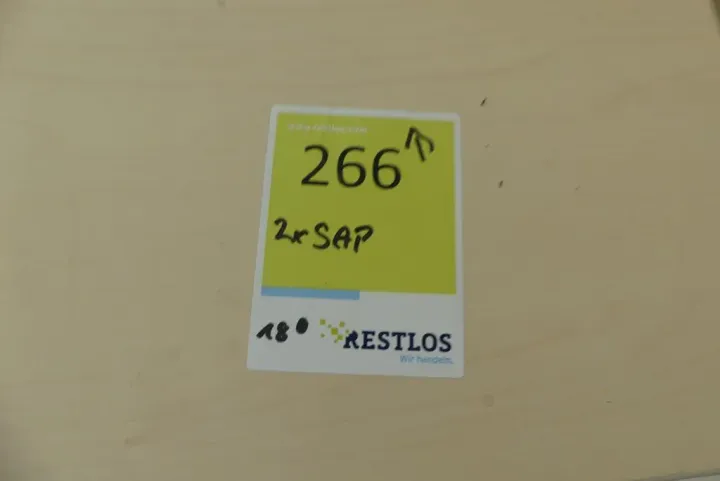 266
2x SAP
18
RESTLOS
Wir handeln.